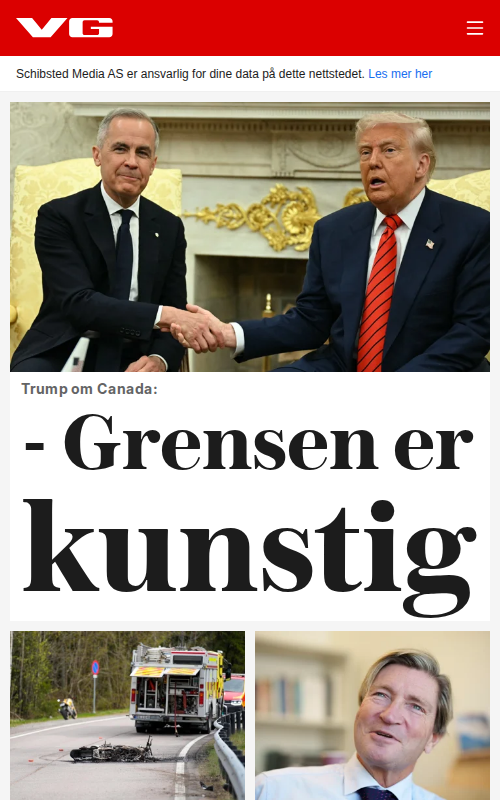 VG
Schibsted Media AS er ansvarlig for dine data på dette nettstedet. Les mer her
Trump om Canada:
- Grensen er
kunstig